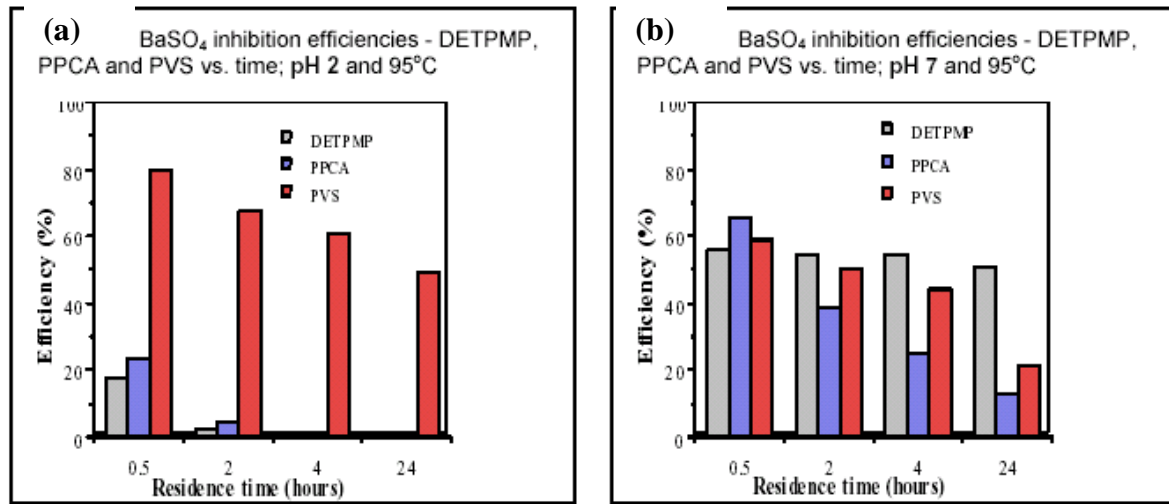 (a)
BaSO₄ inhibition efficiencies - DETPMP,
PPCA and PVS vs. time; pH 2 and 95°C
100
80
60
40
20
0
Efficiency (%)
DETPMP
PPCA
PVS
0.5 2 4 24
Residence time (hours)
(b)
BaSO₄ inhibition efficiencies - DETPMP,
PPCA and PVS vs. time; pH 7 and 95°C
100
80
60
40
20
0
Efficiency (%)
DETPMP
PPCA
PVS
0.5 2 4 24
Residence time (hours)